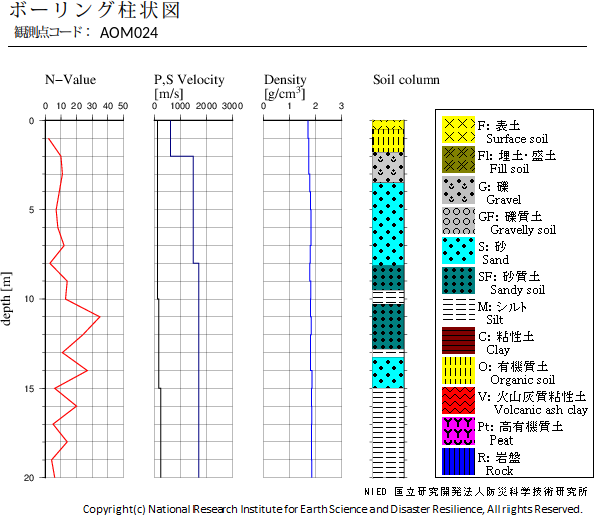 ボーリング柱状図
観測点コード： AOM024
N−Value
P,S Velocity
[m/s]
Density
[g/cm³]
Soil column
0 10 20 30 40 50
0 1000 2000 3000
0 1 2 3
0
5
10
15
20
depth [m]
F: 表土
Surface soil
Fl: 埋土・盛土
Fill soil
G: 礫
Gravel
GF: 礫質土
Gravelly soil
S: 砂
Sand
SF: 砂質土
Sandy soil
M: シルト
Silt
C: 粘性土
Clay
O: 有機質土
Organic soil
V: 火山灰質粘性土
Volcanic ash clay
Pt: 高有機質土
Peat
R: 岩盤
Rock
NIED 国立研究開発法人防災科学技術研究所
Copyright(c) National Research Institute for Earth Science and Disaster Resilience, All rights Reserved.